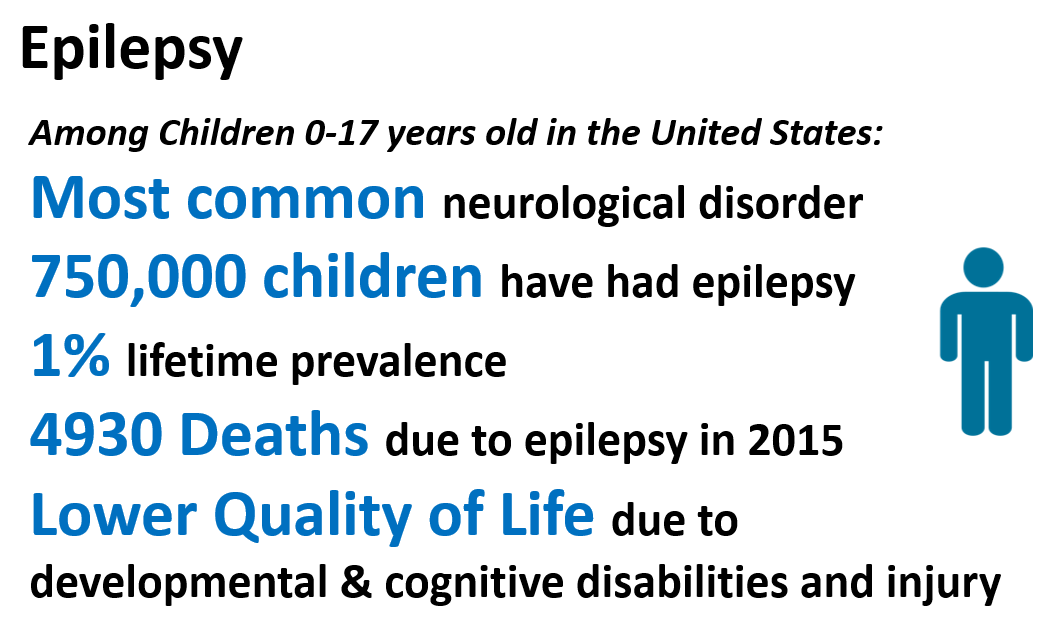 Epilepsy
Among Children 0-17 years old in the United States:
Most common neurological disorder
750,000 children have had epilepsy
1% lifetime prevalence
4930 Deaths due to epilepsy in 2015
Lower Quality of Life due to
developmental & cognitive disabilities and injury